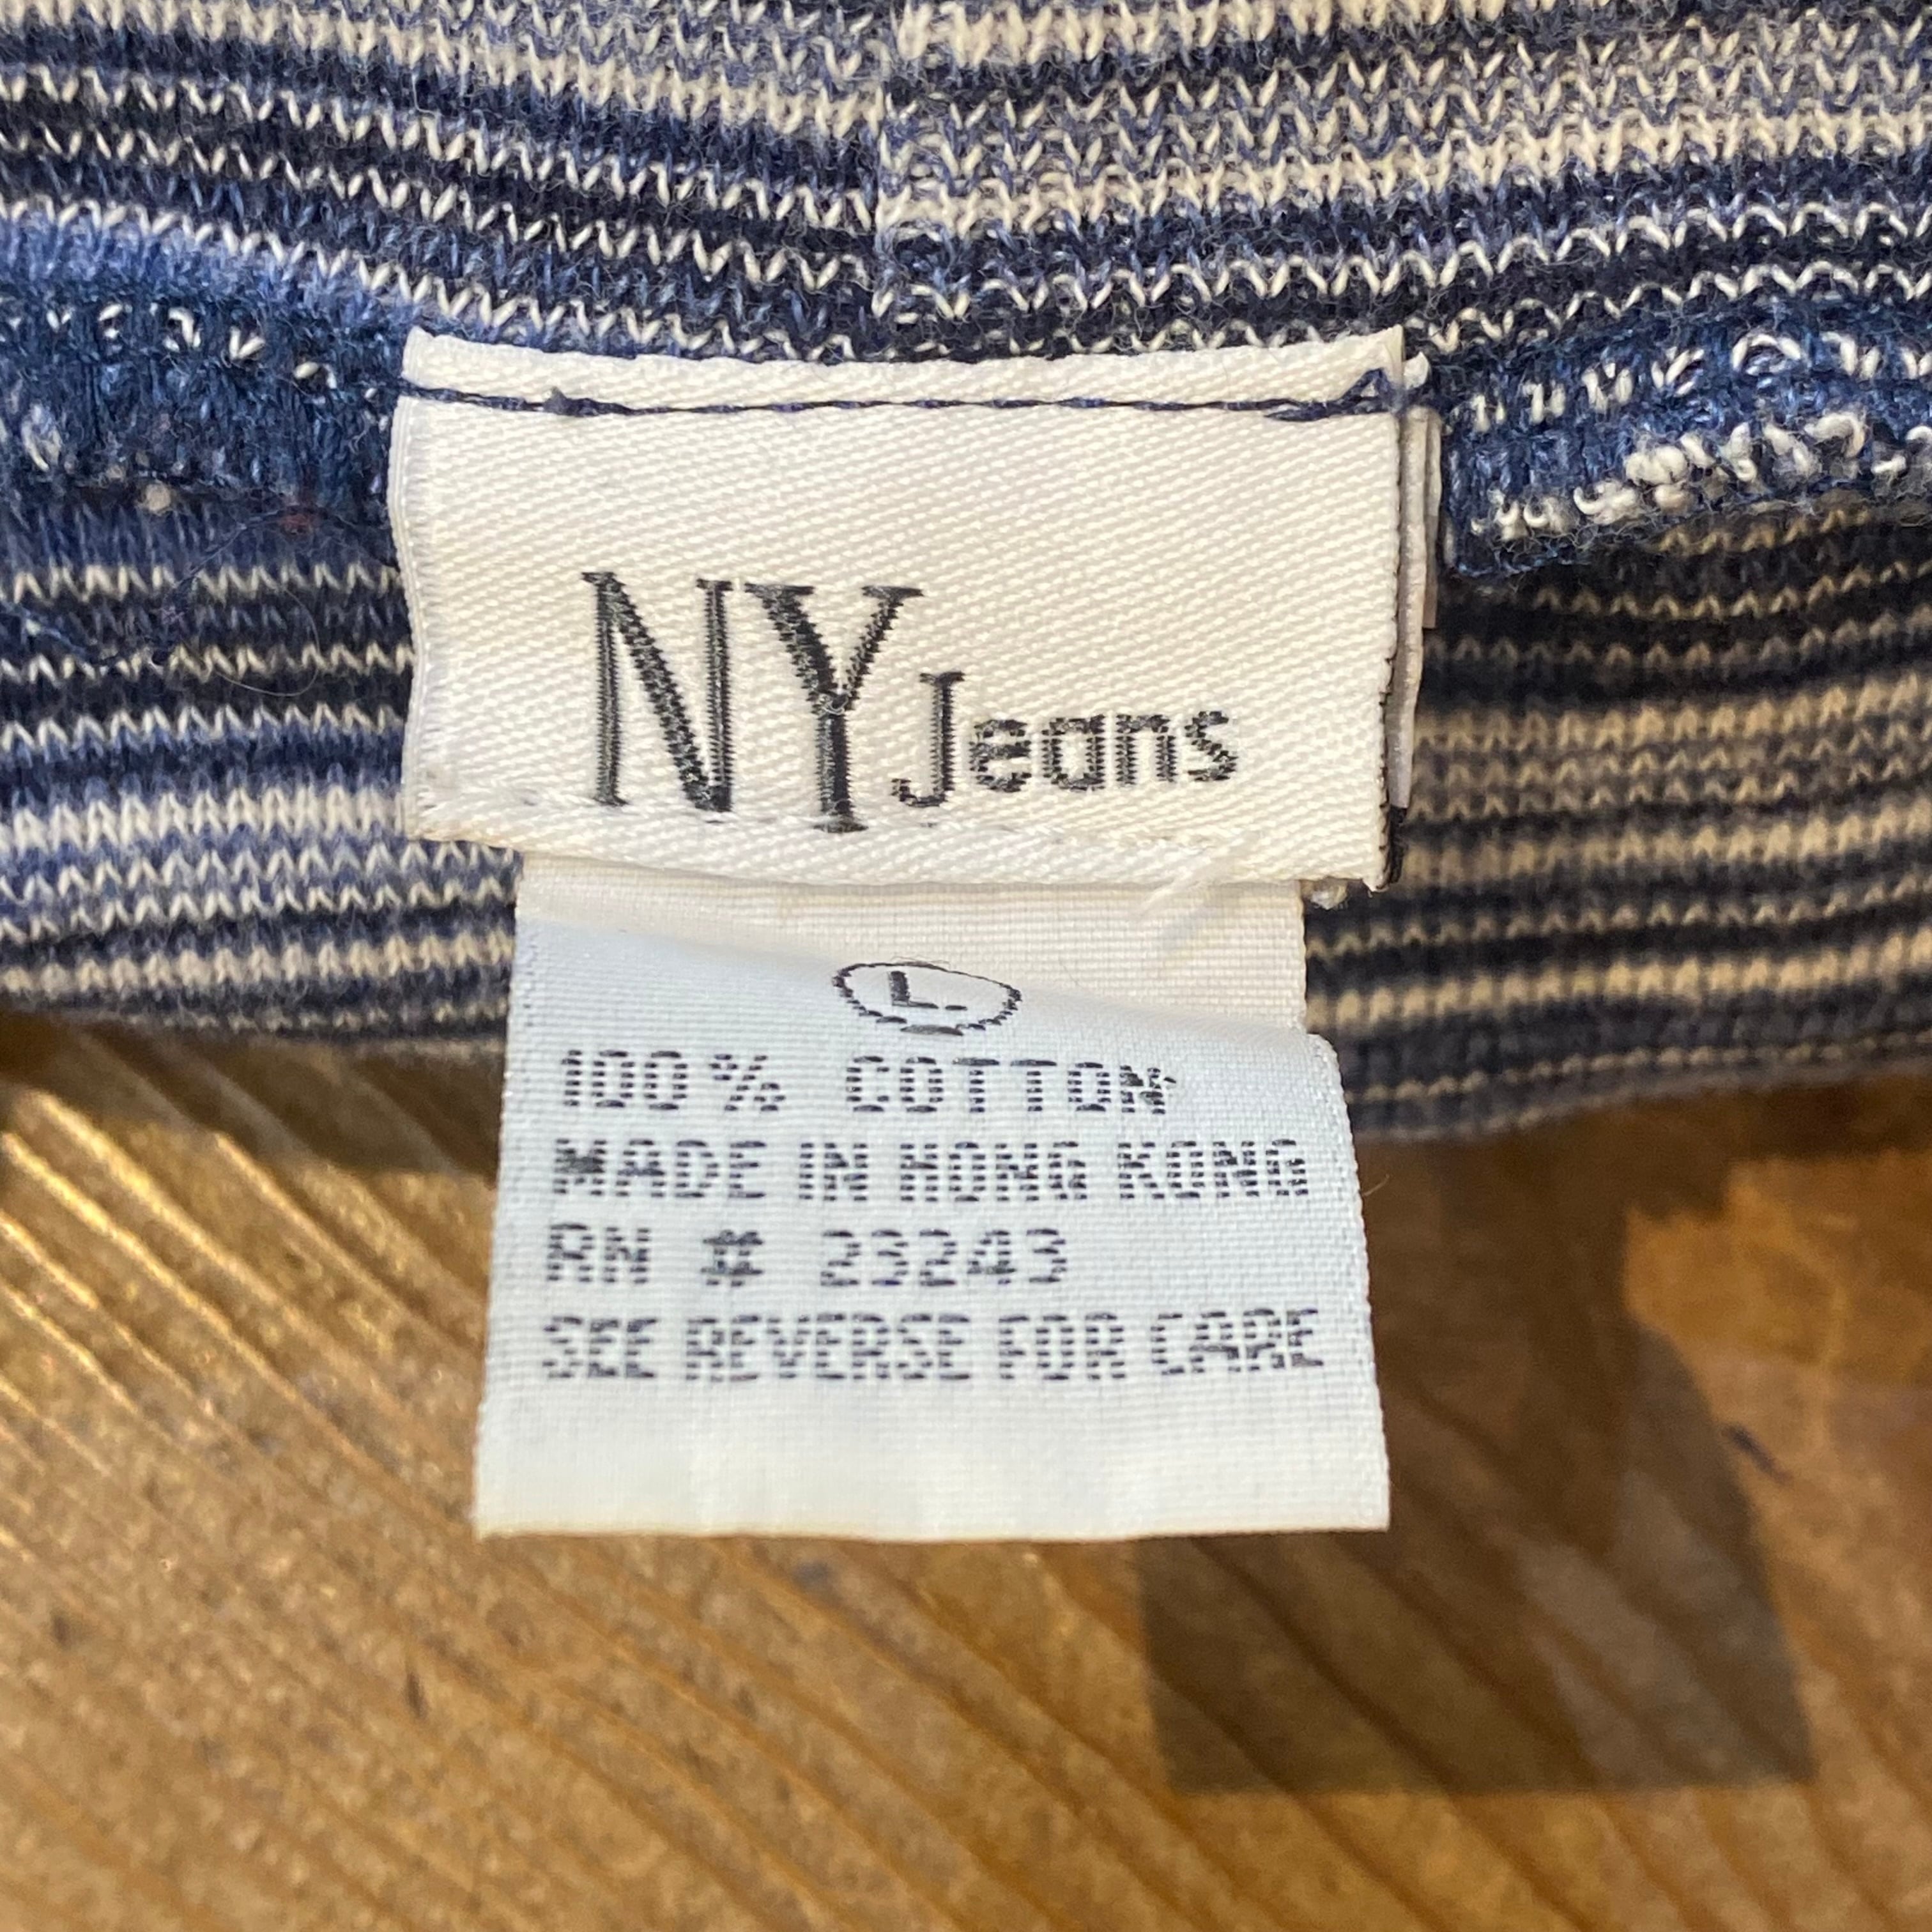 NY Jeans
L.
100% COTTON
MADE IN HONG KONG
RN # 23243
SEE REVERSE FOR CARE